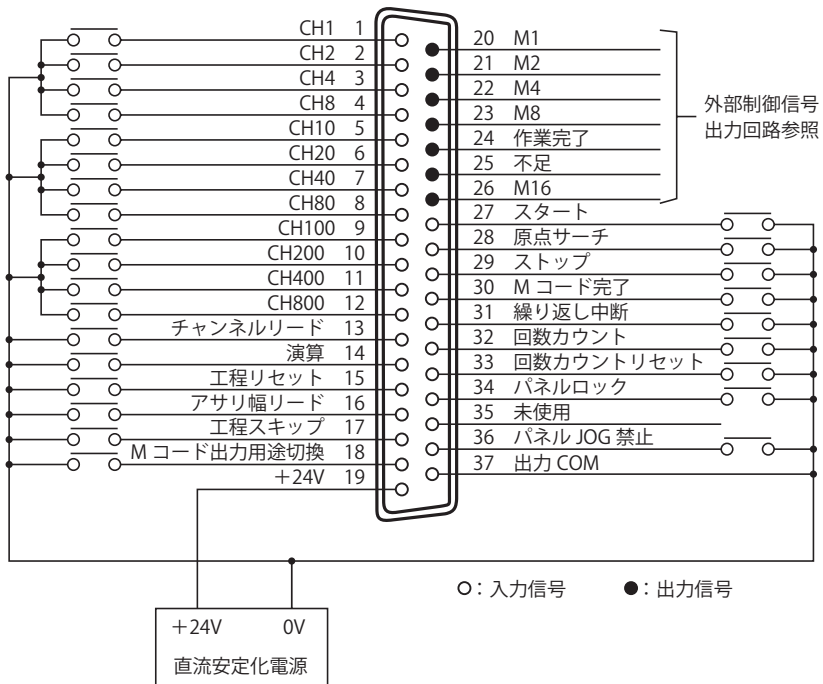 CH1 1
CH2 2
CH4 3
CH8 4
CH10 5
CH20 6
CH40 7
CH80 8
CH100 9
CH200 10
CH400 11
CH800 12
チャンネルリード 13
演算 14
工程リセット 15
アサリ幅リード 16
工程スキップ 17
M コード出力用途切換 18
+24V 19
20 M1
21 M2
22 M4
23 M8
24 作業完了
25 不足
26 M16
27 スタート
28 原点サーチ
29 ストップ
30 M コード完了
31 繰り返し中断
32 回数カウント
33 回数カウントリセット
34 パネルロック
35 未使用
36 パネル JOG 禁止
37 出力 COM
外部制御信号
出力回路参照
○：入力信号 ●：出力信号
+24V 0V
直流安定化電源